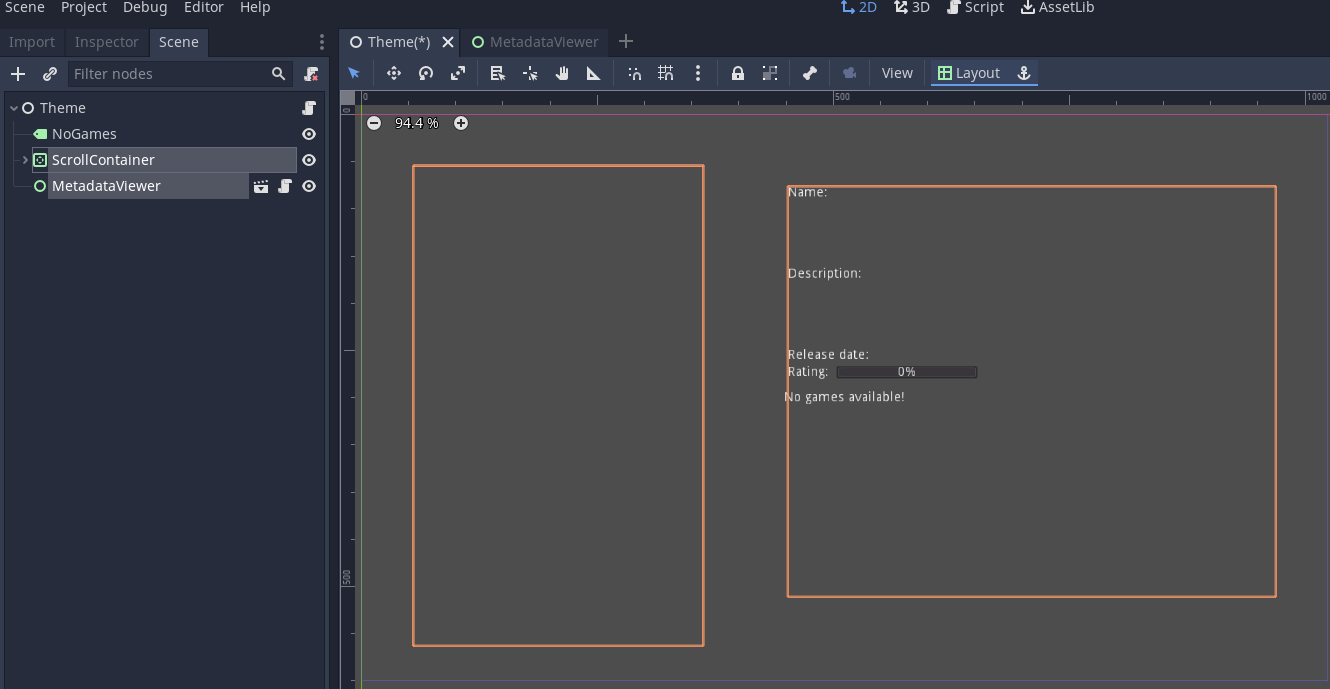 Scene Project Debug Editor Help 2D 3D Script AssetLib
Import Inspector Scene Theme(*) MetadataViewer
Filter nodes View Layout
0 500 1000
Theme
0
94.4 %
NoGames
ScrollContainer
MetadataViewer
Name:
Description:
Release date:
Rating: 0%
No games available!
500